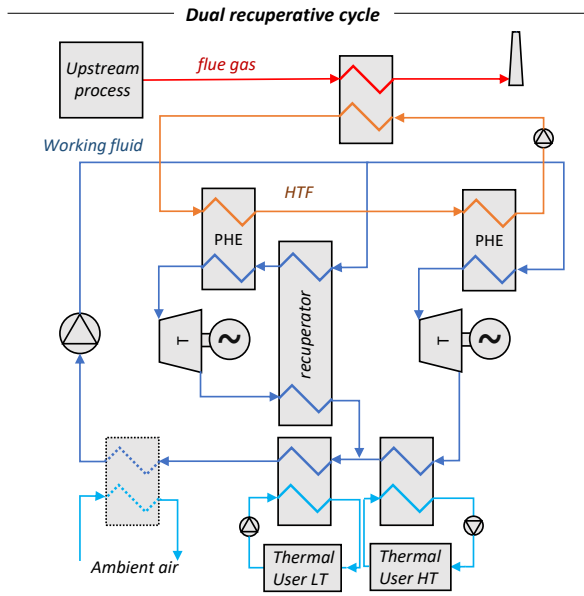 Dual recuperative cycle
Upstream
process
flue gas
Working fluid
HTF
PHE
PHE
recuperator
T
T
~
~
Ambient air
Thermal
User LT
Thermal
User HT